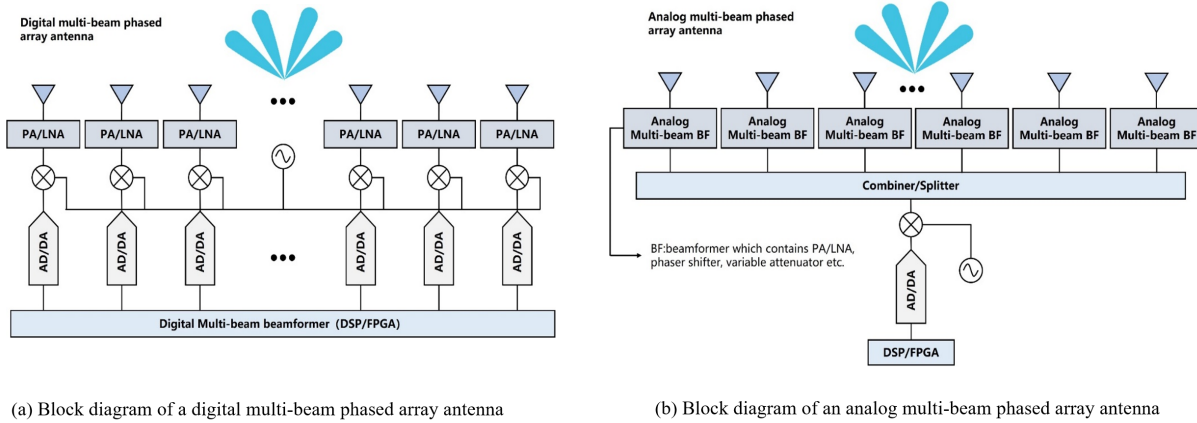 Digital multi-beam phased
array antenna
PA/LNA PA/LNA PA/LNA PA/LNA PA/LNA PA/LNA
AD/DA AD/DA AD/DA AD/DA AD/DA AD/DA
Digital Multi-beam beamformer (DSP/FPGA)
(a) Block diagram of a digital multi-beam phased array antenna
Analog multi-beam phased
array antenna
Analog Analog Analog Analog Analog Analog
Multi-beam BF Multi-beam BF Multi-beam BF Multi-beam BF Multi-beam BF Multi-beam BF
Combiner/Splitter
BF:beamformer which contains PA/LNA,
phaser shifter, variable attenuator etc.
AD/DA
DSP/FPGA
(b) Block diagram of an analog multi-beam phased array antenna